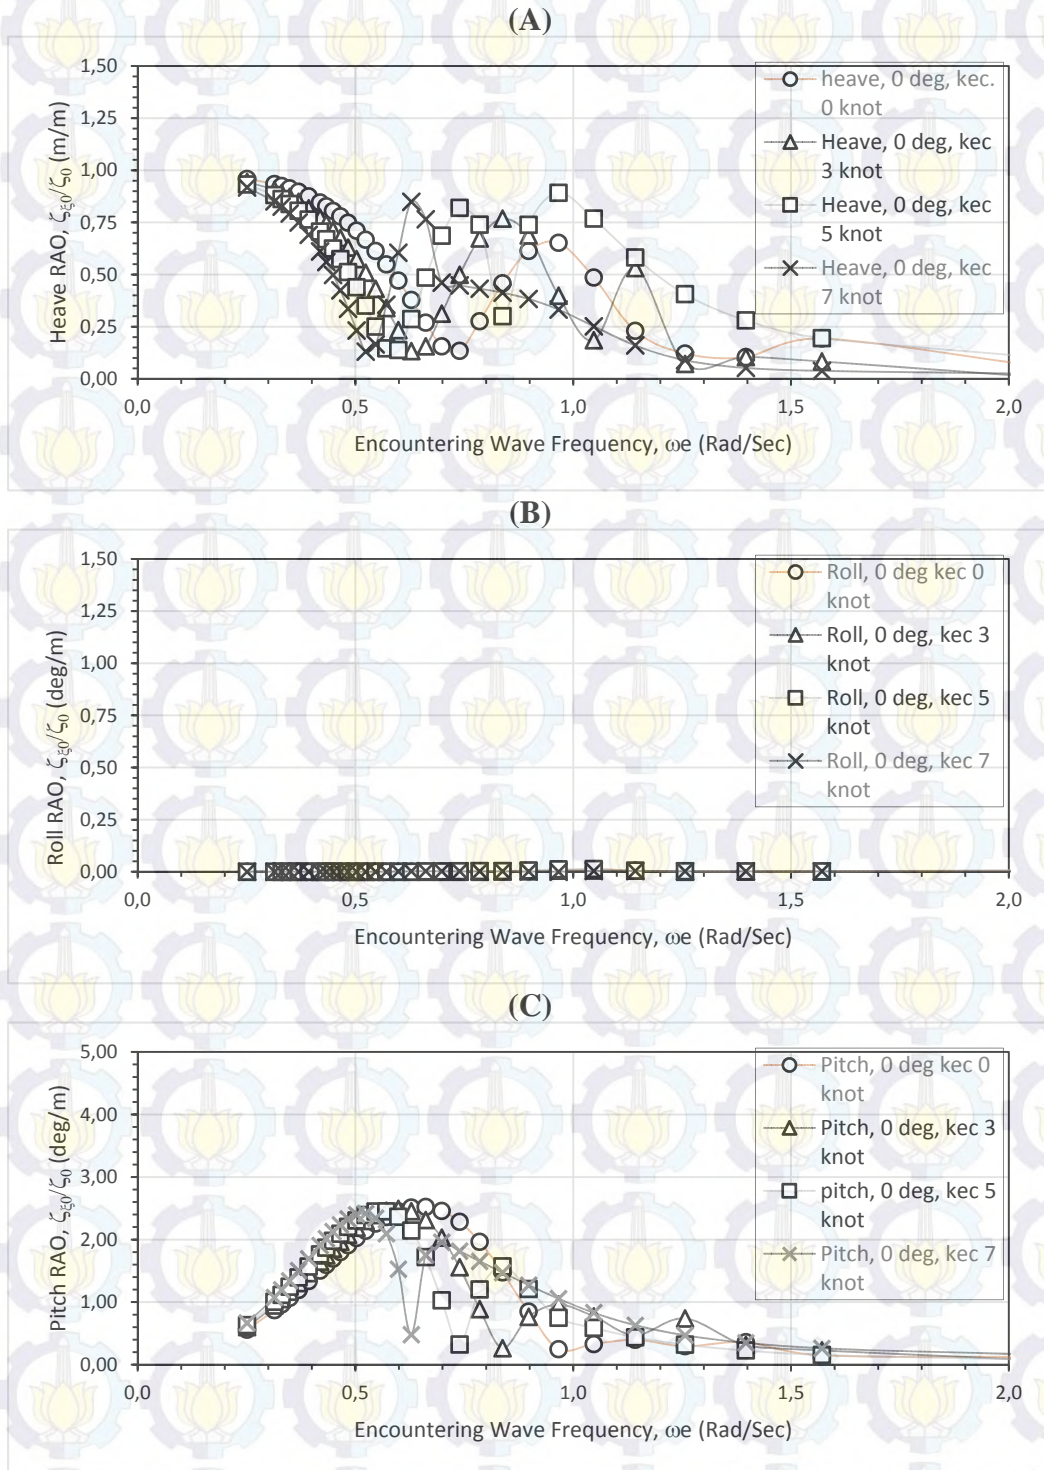 (A)
1,50
1,25
1,00
0,75
0,50
0,25
0,00
Heave RAO, ζξ0/ζ0 (m/m)
heave, 0 deg, kec.
0 knot
Heave, 0 deg, kec
3 knot
Heave, 0 deg, kec
5 knot
Heave, 0 deg, kec
7 knot
0,0 0,5 1,0 1,5 2,0
Encountering Wave Frequency, ωe (Rad/Sec)
(B)
1,50
1,25
1,00
0,75
0,50
0,25
0,00
Roll RAO, ζξ0/ζ0 (deg/m)
Roll, 0 deg kec 0
knot
Roll, 0 deg, kec 3
knot
Roll, 0 deg, kec 5
knot
Roll, 0 deg, kec 7
knot
0,0 0,5 1,0 1,5 2,0
Encountering Wave Frequency, ωe (Rad/Sec)
(C)
5,00
4,00
3,00
2,00
1,00
0,00
Pitch RAO, ζξ0/ζ0 (deg/m)
Pitch, 0 deg kec 0
knot
Pitch, 0 deg, kec 3
knot
pitch, 0 deg, kec 5
knot
Pitch, 0 deg, kec 7
knot
0,0 0,5 1,0 1,5 2,0
Encountering Wave Frequency, ωe (Rad/Sec)